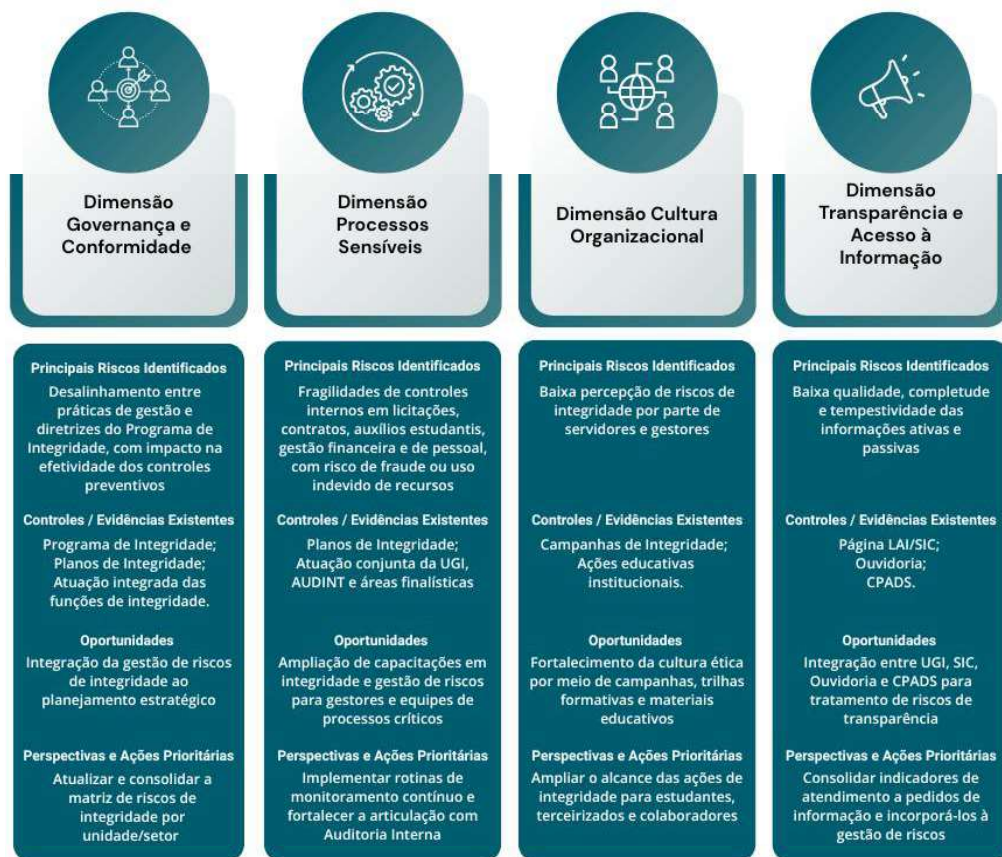 Dimensão
Governança e
Conformidade
Dimensão
Processos
Sensíveis
Dimensão Cultura
Organizacional
Dimensão
Transparência e
Acesso à
Informação
Principais Riscos Identificados
Desalinhamento entre
práticas de gestão e
diretrizes do Programa de
Integridade, com impacto na
efetividade dos controles
preventivos
Controles / Evidências Existentes
Programa de Integridade;
Planos de Integridade;
Atuação integrada das
funções de integridade.
Oportunidades
Integração da gestão de riscos
de integridade ao
planejamento estratégico
Perspectivas e Ações Prioritárias
Atualizar e consolidar a
matriz de riscos de
integridade por
unidade/setor
Principais Riscos Identificados
Fragilidades de controles
internos em licitações,
contratos, auxílios estudantis,
gestão financeira e de pessoal,
com risco de fraude ou uso
indevido de recursos
Controles / Evidências Existentes
Planos de Integridade;
Atuação conjunta da UGI,
AUDINT e áreas finalísticas
Oportunidades
Ampliação de capacitações em
integridade e gestão de riscos
para gestores e equipes de
processos críticos
Perspectivas e Ações Prioritárias
Implementar rotinas de
monitoramento contínuo e
fortalecer a articulação com
Auditoria Interna
Principais Riscos Identificados
Baixa percepção de riscos de
integridade por parte de
servidores e gestores
Controles / Evidências Existentes
Campanhas de Integridade;
Ações educativas
institucionais.
Oportunidades
Fortalecimento da cultura ética
por meio de campanhas, trilhas
formativas e materiais
educativos
Perspectivas e Ações Prioritárias
Ampliar o alcance das ações de
integridade para estudantes,
terceirizados e colaboradores
Principais Riscos Identificados
Baixa qualidade, completude
e tempestividade das
informações ativas e
passivas
Controles / Evidências Existentes
Página LAI/SIC;
Ouvidoria;
CPADS.
Oportunidades
Integração entre UGI, SIC,
Ouvidoria e CPADS para
tratamento de riscos de
transparência
Perspectivas e Ações Prioritárias
Consolidar indicadores de
atendimento a pedidos de
informação e incorporá-los à
gestão de riscos